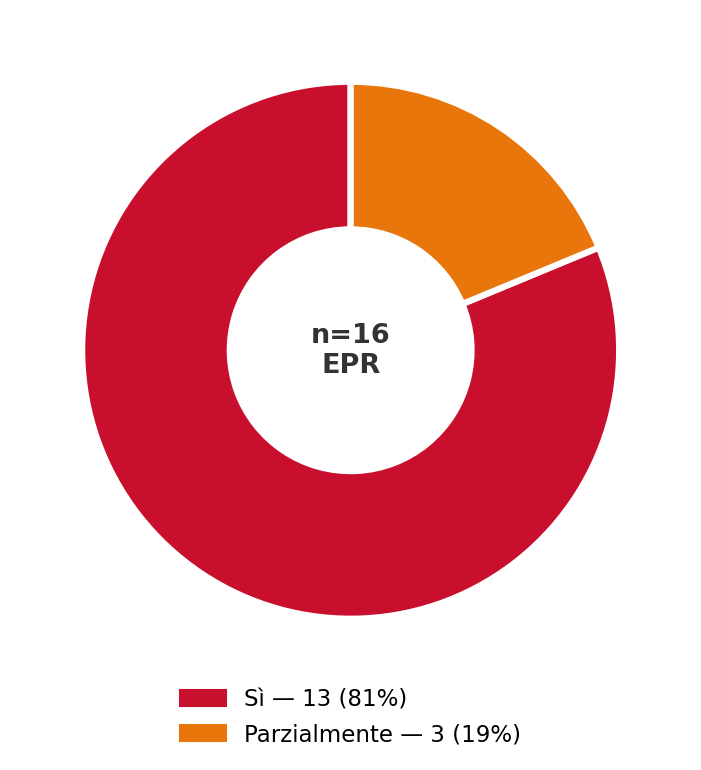 n=16
EPR
Sì — 13 (81%)
Parzialmente — 3 (19%)